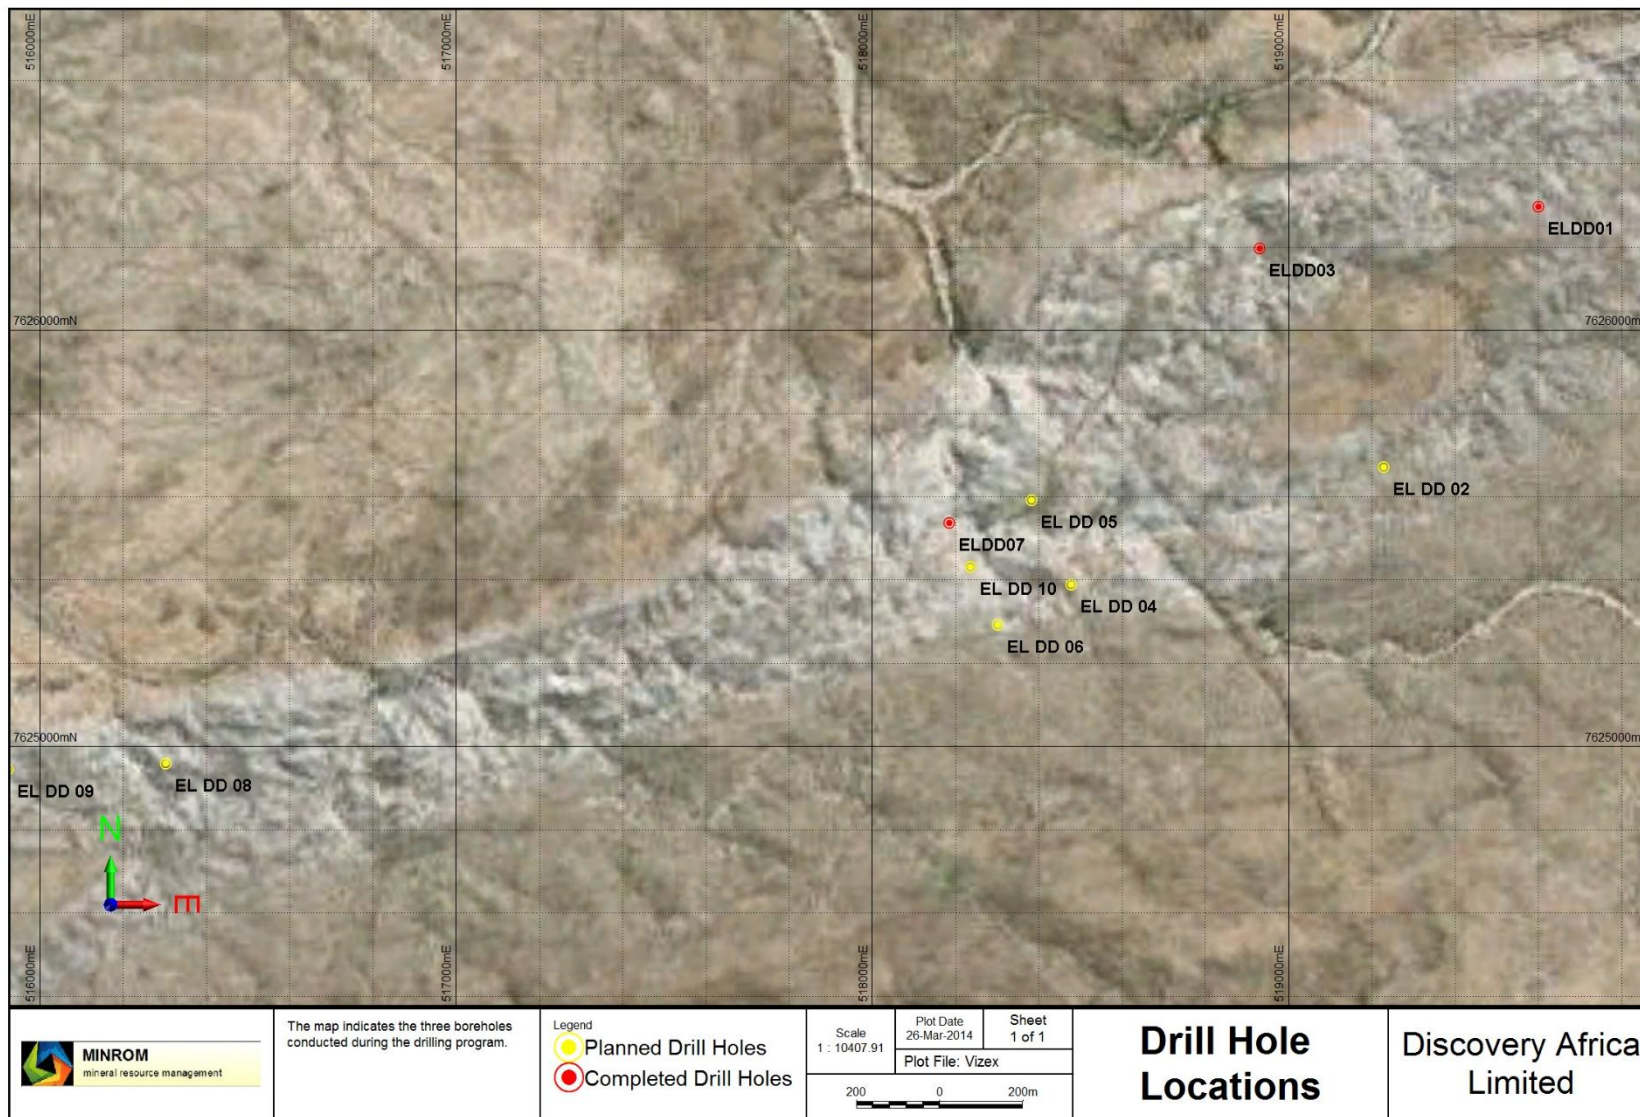 516000mE
517000mE
518000mE
519000mE
ELDD01
ELDD03
7626000mN
7626000m
EL DD 02
EL DD 05
ELDD07
EL DD 10
EL DD 04
EL DD 06
7625000mN
7625000m
EL DD 09
EL DD 08
N
E
516000mE
517000mE
518000mE
519000mE
MINROM
mineral resource management
The map indicates the three boreholes
conducted during the drilling program.
Legend
Planned Drill Holes
Completed Drill Holes
Scale
1 : 10407.91
Plot Date
26-Mar-2014
Sheet
1 of 1
Plot File: Vizex
200 0 200m
Drill Hole
Locations
Discovery Africa
Limited